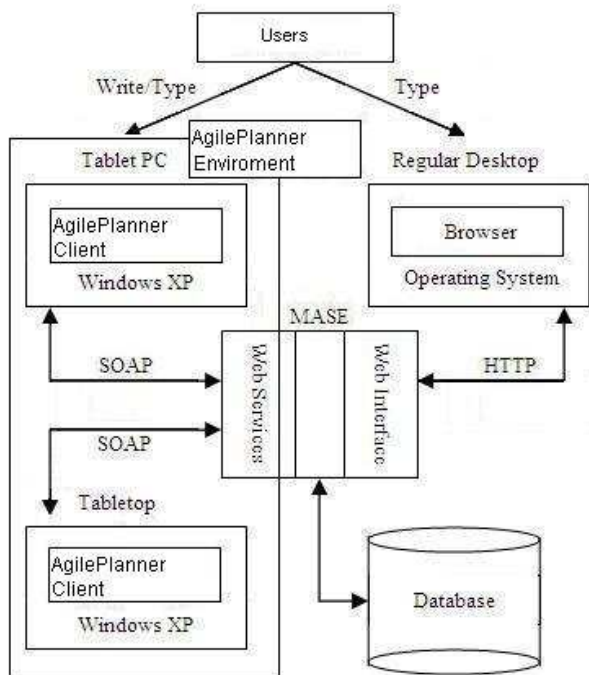 Users
Write/Type
Type
AgilePlanner
Enviroment
Tablet PC
Regular Desktop
AgilePlanner
Client
Windows XP
Browser
Operating System
MASE
SOAP
Web Services
Web Interface
HTTP
SOAP
Tabletop
AgilePlanner
Client
Windows XP
Database